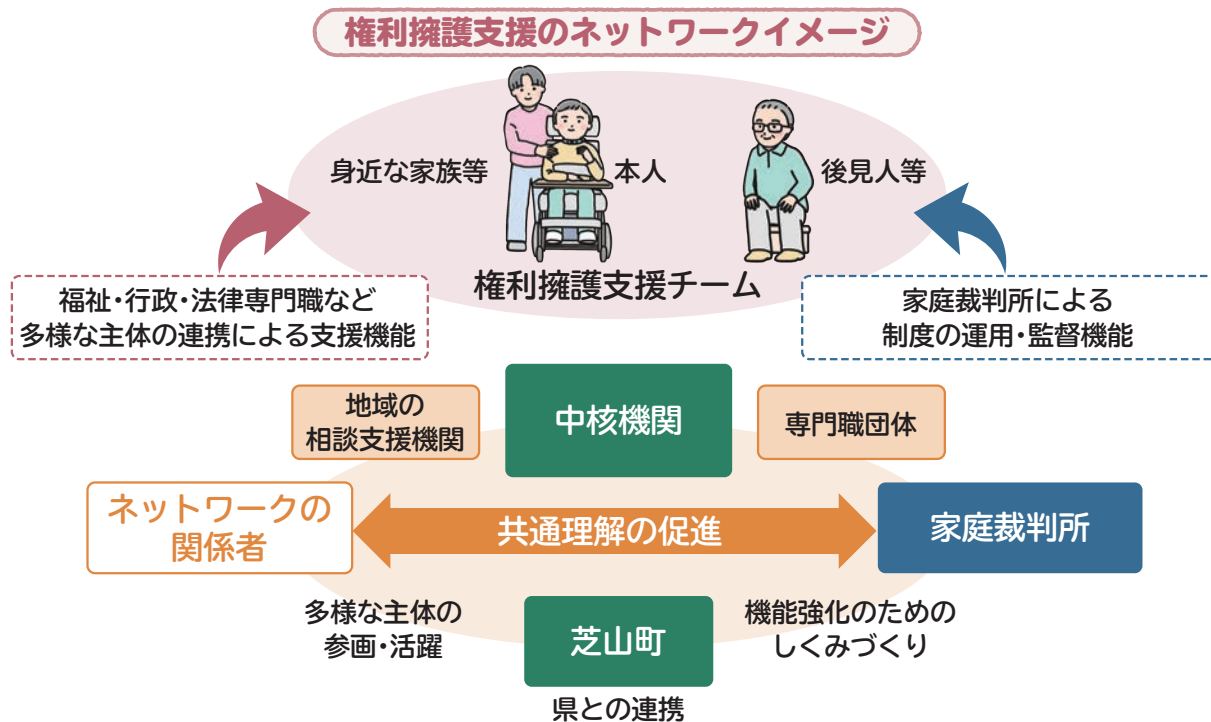 権利擁護支援のネットワークイメージ
身近な家族等
本人
後見人等
権利擁護支援チーム
福祉・行政・法律専門職など
多様な主体の連携による支援機能
家庭裁判所による
制度の運用・監督機能
地域の
相談支援機関
中核機関
専門職団体
ネットワークの
関係者
共通理解の促進
家庭裁判所
多様な主体の
参画・活躍
芝山町
機能強化のための
しくみづくり
県との連携